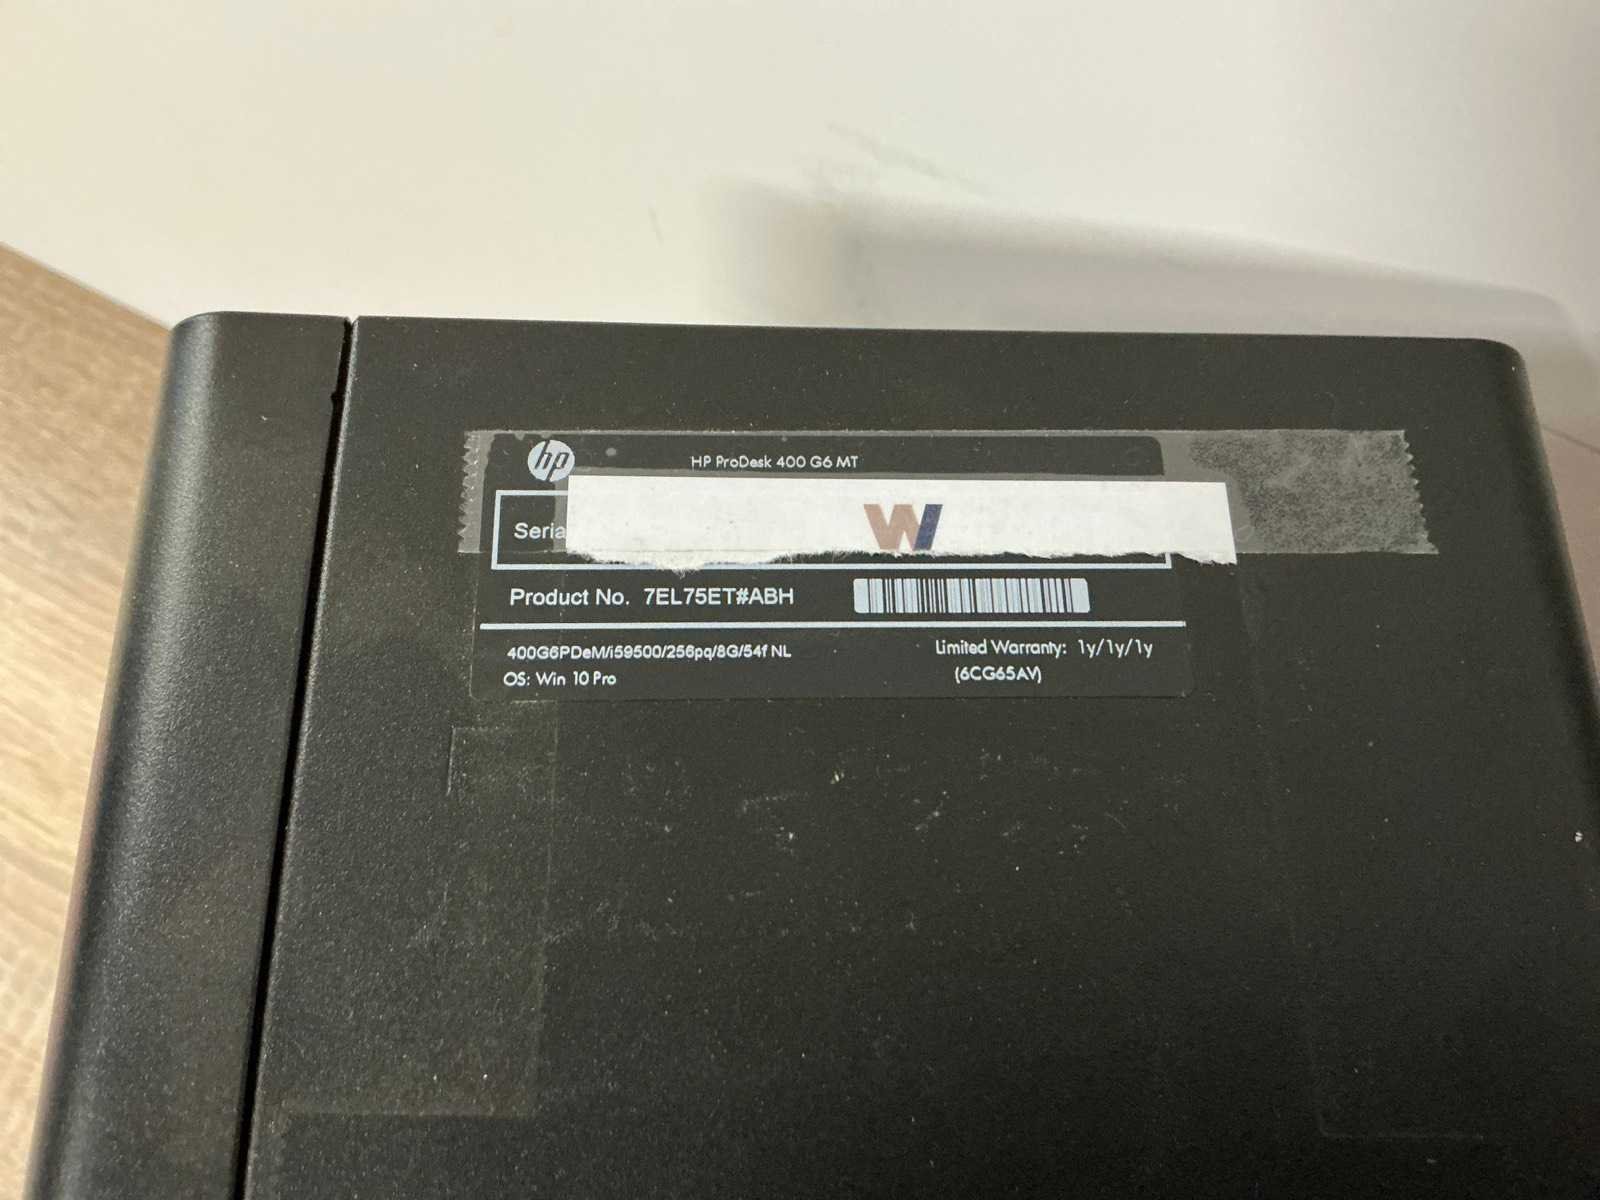 hp
HP ProDesk 400 G6 MT
Seria
W
Product No. 7EL75ET#ABH
400G6PDeM/i59500/256pq/8G/54f NL
Limited Warranty: 1y/1y/1y
OS: Win 10 Pro
(6CG65AV)